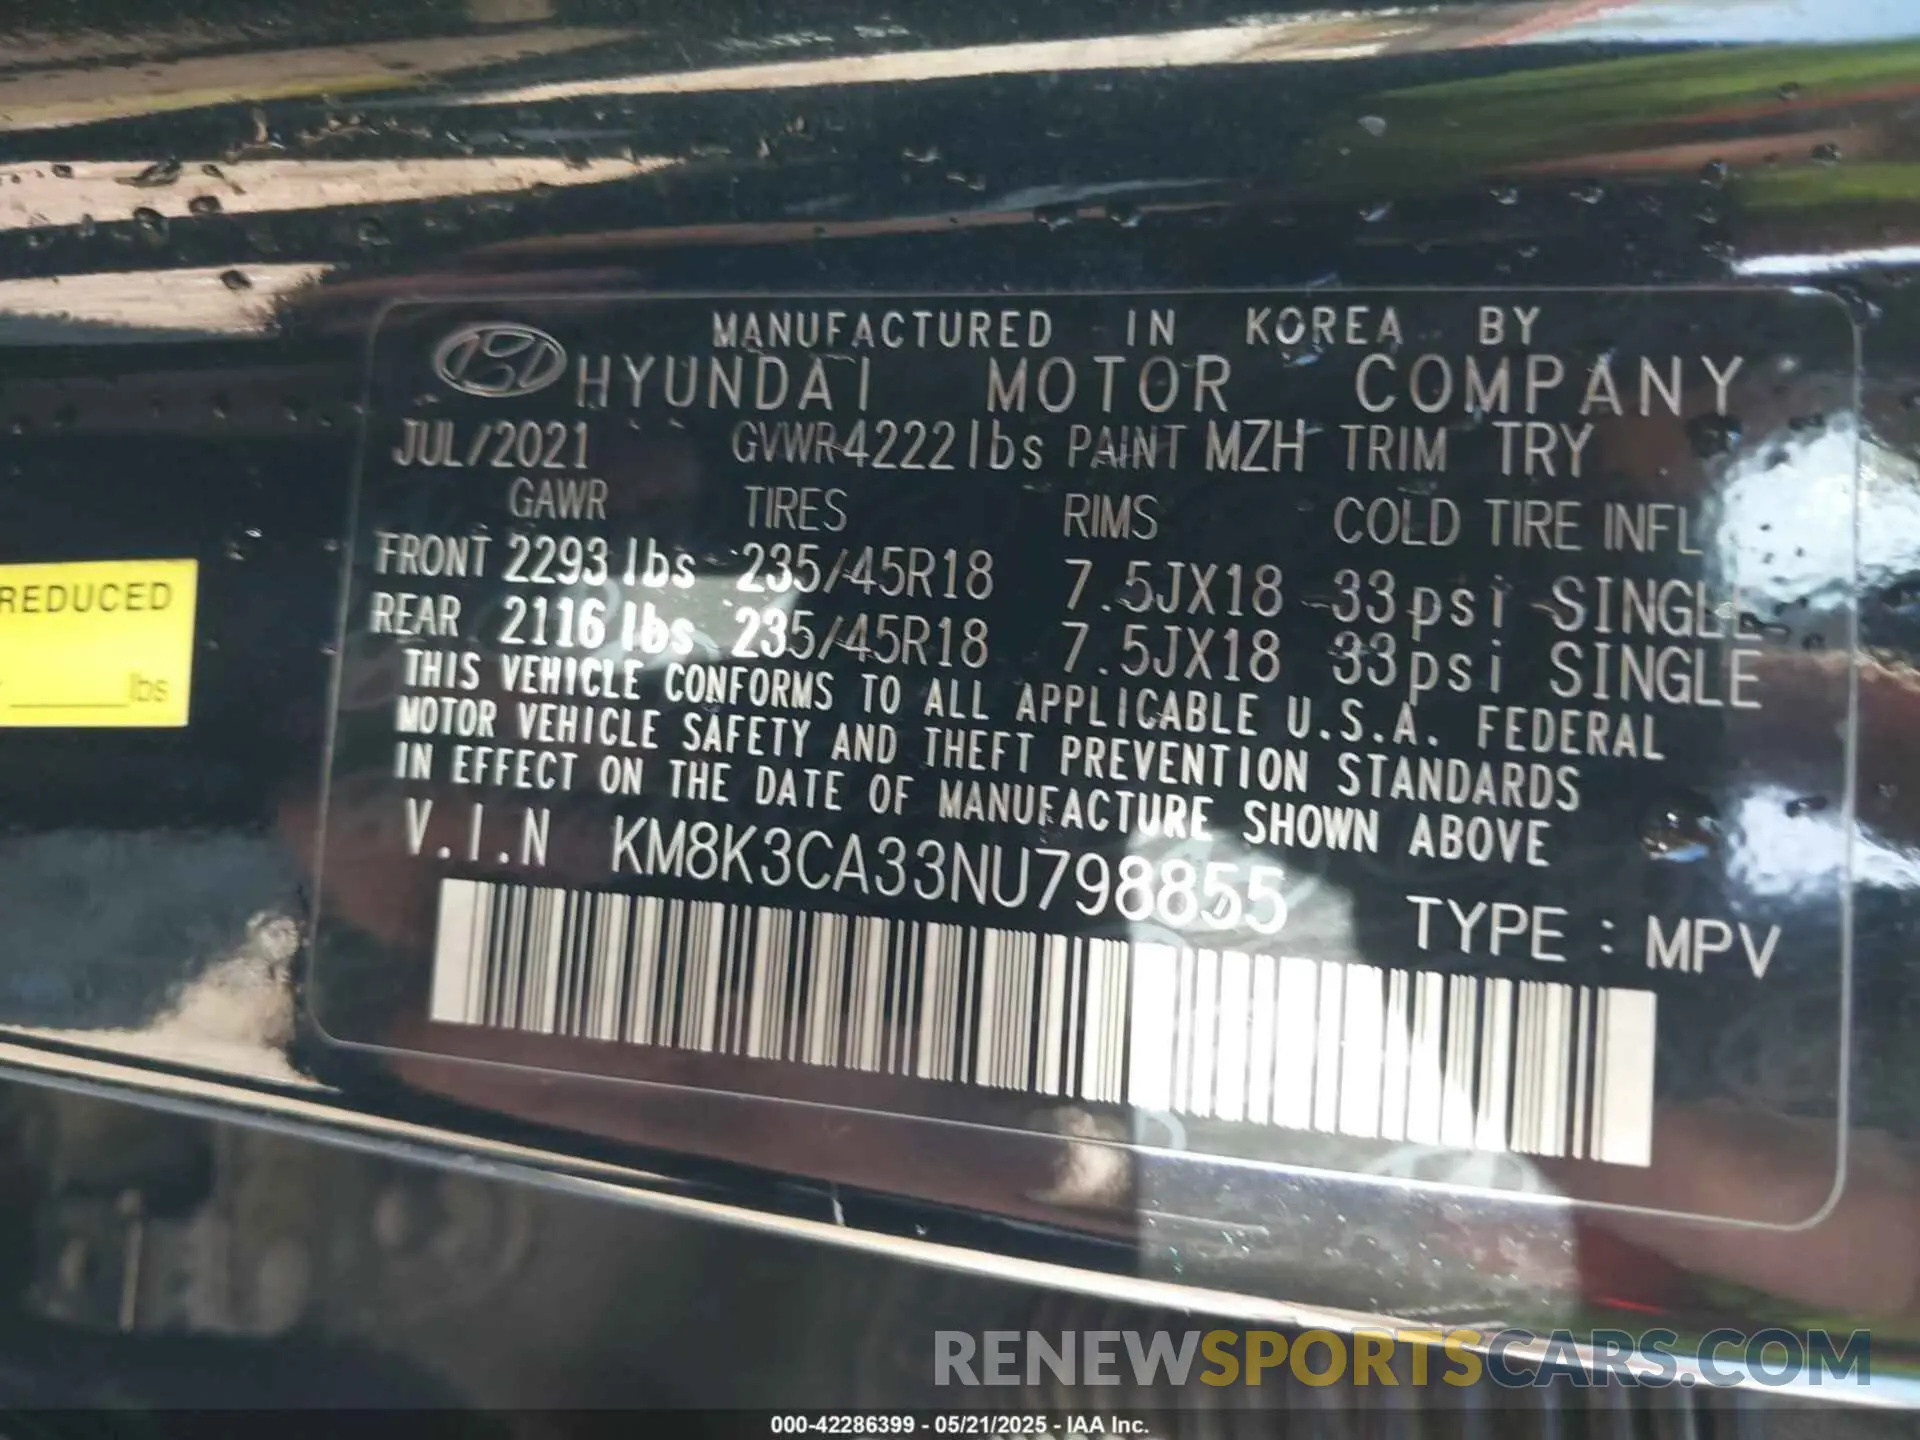 MANUFACTURED IN KOREA BY
HYUNDAI MOTOR COMPANY
JUL/2021 GVWR 4222lbs PAINT MZH TRIM TRY
GAWR TIRES RIMS COLD TIRE INFL
FRONT 2293 lbs 235/45R18 7.5JX18 33psi SINGLE
REAR 2116 lbs 235/45R18 7.5JX18 33psi SINGLE
THIS VEHICLE CONFORMS TO ALL APPLICABLE U.S.A. FEDERAL
MOTOR VEHICLE SAFETY AND THEFT PREVENTION STANDARDS
IN EFFECT ON THE DATE OF MANUFACTURE SHOWN ABOVE
V.I.N KM8K3CA33NU798855
TYPE : MPV
REDUCED
lbs
RENEWSPORTSCARS.COM
000-42286399 - 05/21/2025 - IAA Inc.